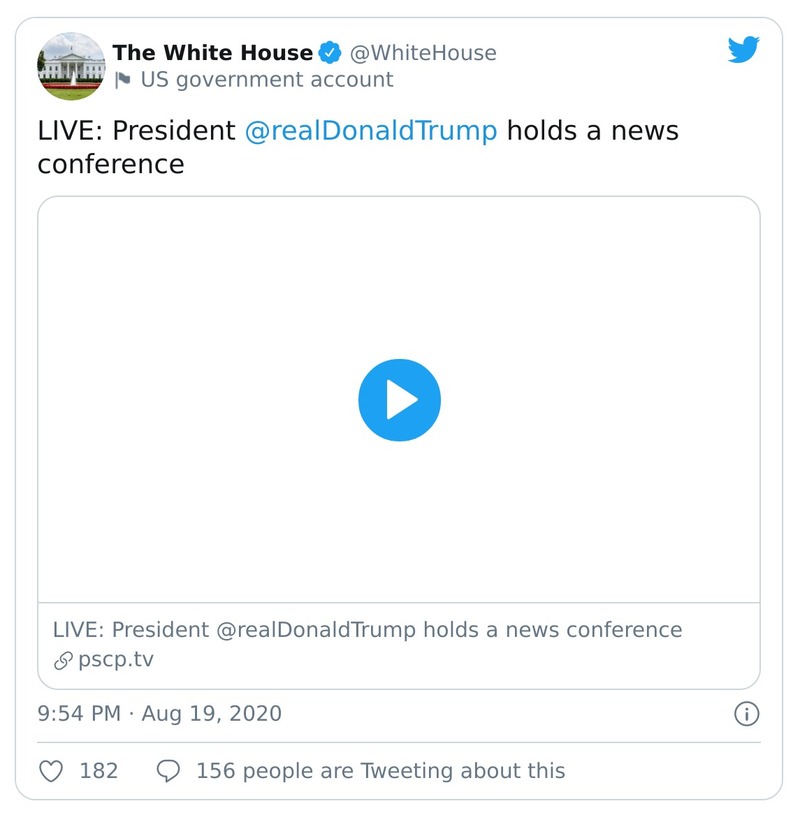 The White House @WhiteHouse
US government account
LIVE: President @realDonaldTrump holds a news
conference
LIVE: President @realDonaldTrump holds a news conference
pscp.tv
9:54 PM · Aug 19, 2020
182 156 people are Tweeting about this